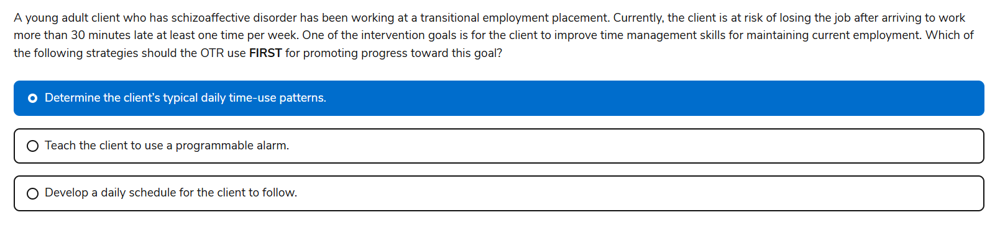 A young adult client who has schizoaffective disorder has been working at a transitional employment placement. Currently, the client is at risk of losing the job after arriving to work
more than 30 minutes late at least one time per week. One of the intervention goals is for the client to improve time management skills for maintaining current employment. Which of
the following strategies should the OTR use FIRST for promoting progress toward this goal?
Determine the client's typical daily time-use patterns.
Teach the client to use a programmable alarm.
Develop a daily schedule for the client to follow.